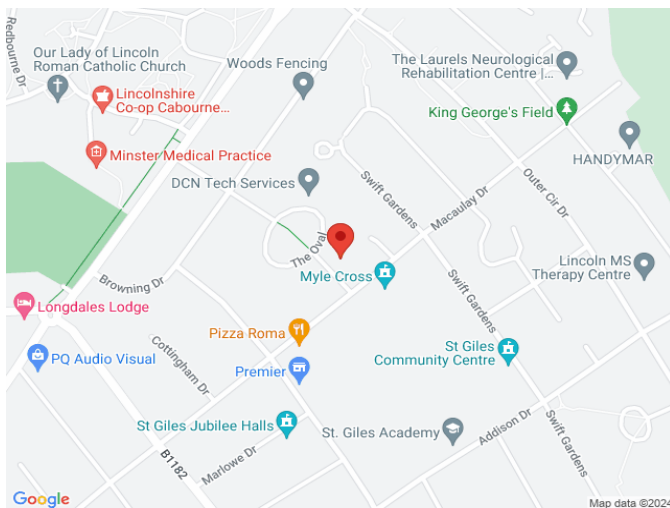 Redbourne Dr
Our Lady of Lincoln
Roman Catholic Church
Woods Fencing
The Laurels Neurological
Rehabilitation Centre |...
Lincolnshire
Co-op Cabourne...
King George's Field
Minster Medical Practice
HANDYMAR
DCN Tech Services
Swift Gardens
Macaulay Dr
Outer Cir Dr
The Oval
Myle Cross
Lincoln MS
Therapy Centre
Browning Dr
Swift Gardens
Longdales Lodge
Pizza Roma
PQ Audio Visual
Cottingham Dr
St Giles
Community Centre
Premier
St Giles Jubilee Halls
St. Giles Academy
Addison Dr
Swift Gardens
Marlowe Dr
B1182
Google
Map data ©2024